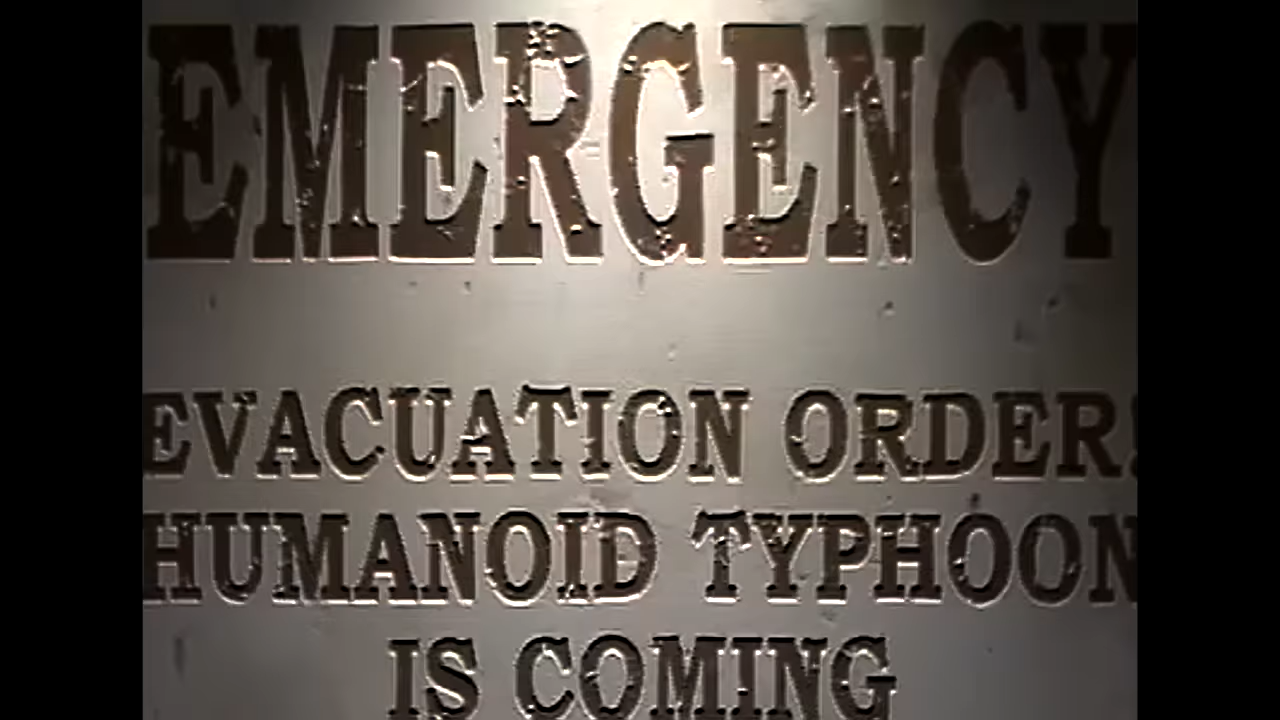 EMERGENCY
EVACUATION ORDER!
HUMANOID TYPHOON
IS COMING